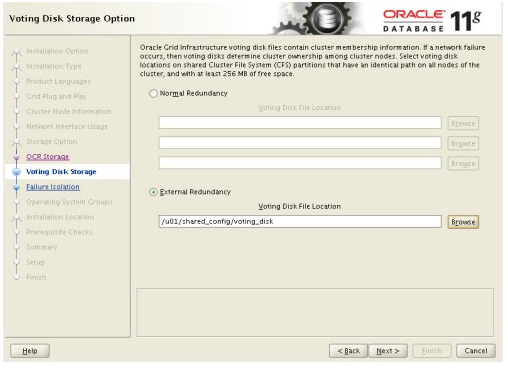 Voting Disk Storage Option
ORACLE
DATABASE 11g
Installation Option
Installation Type
Product Languages
Grid Plug and Play
Cluster Node Information
Network Interface Usage
Storage Option
OCR Storage
Voting Disk Storage
Failure Isolation
Operating System Groups
Installation Location
Prerequisite Checks
Summary
Setup
Finish
Oracle Grid Infrastructure voting disk files contain cluster membership information. If a network failure
occurs, then voting disks determine cluster ownership among cluster nodes. Select voting disk
locations on shared Cluster File System (CFS) partitions that have an identical path on all nodes of the
cluster, and with at least 256 MB of free space.
Normal Redundancy
Voting Disk File Location
Browse
Browse
Browse
External Redundancy
Voting Disk File Location
/u01/shared_config/voting_disk
Browse
Help
< Back
Next >
Finish
Cancel